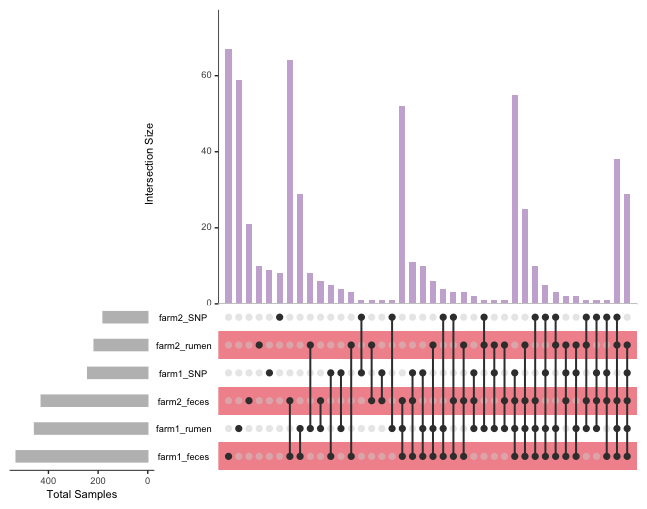 Intersection Size
60
40
20
0
farm2_SNP
farm2_rumen
farm1_SNP
farm2_feces
farm1_rumen
farm1_feces
400 200 0
Total Samples